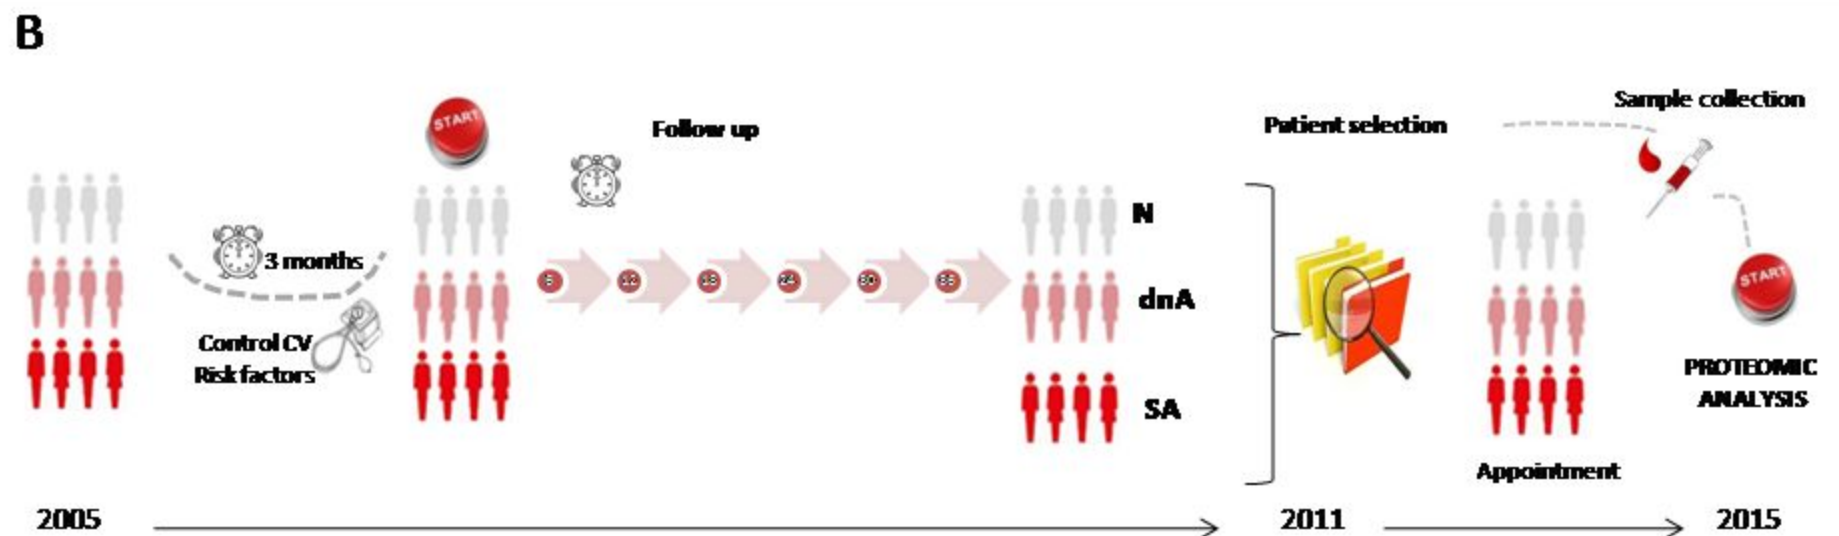 B
START
Follow up
3 months
Control CV
Risk factors
6
12
18
24
30
N
dnA
SA
Patient selection
Sample collection
START
PROTEOMIC
ANALYSIS
Appointment
2005
2011
2015